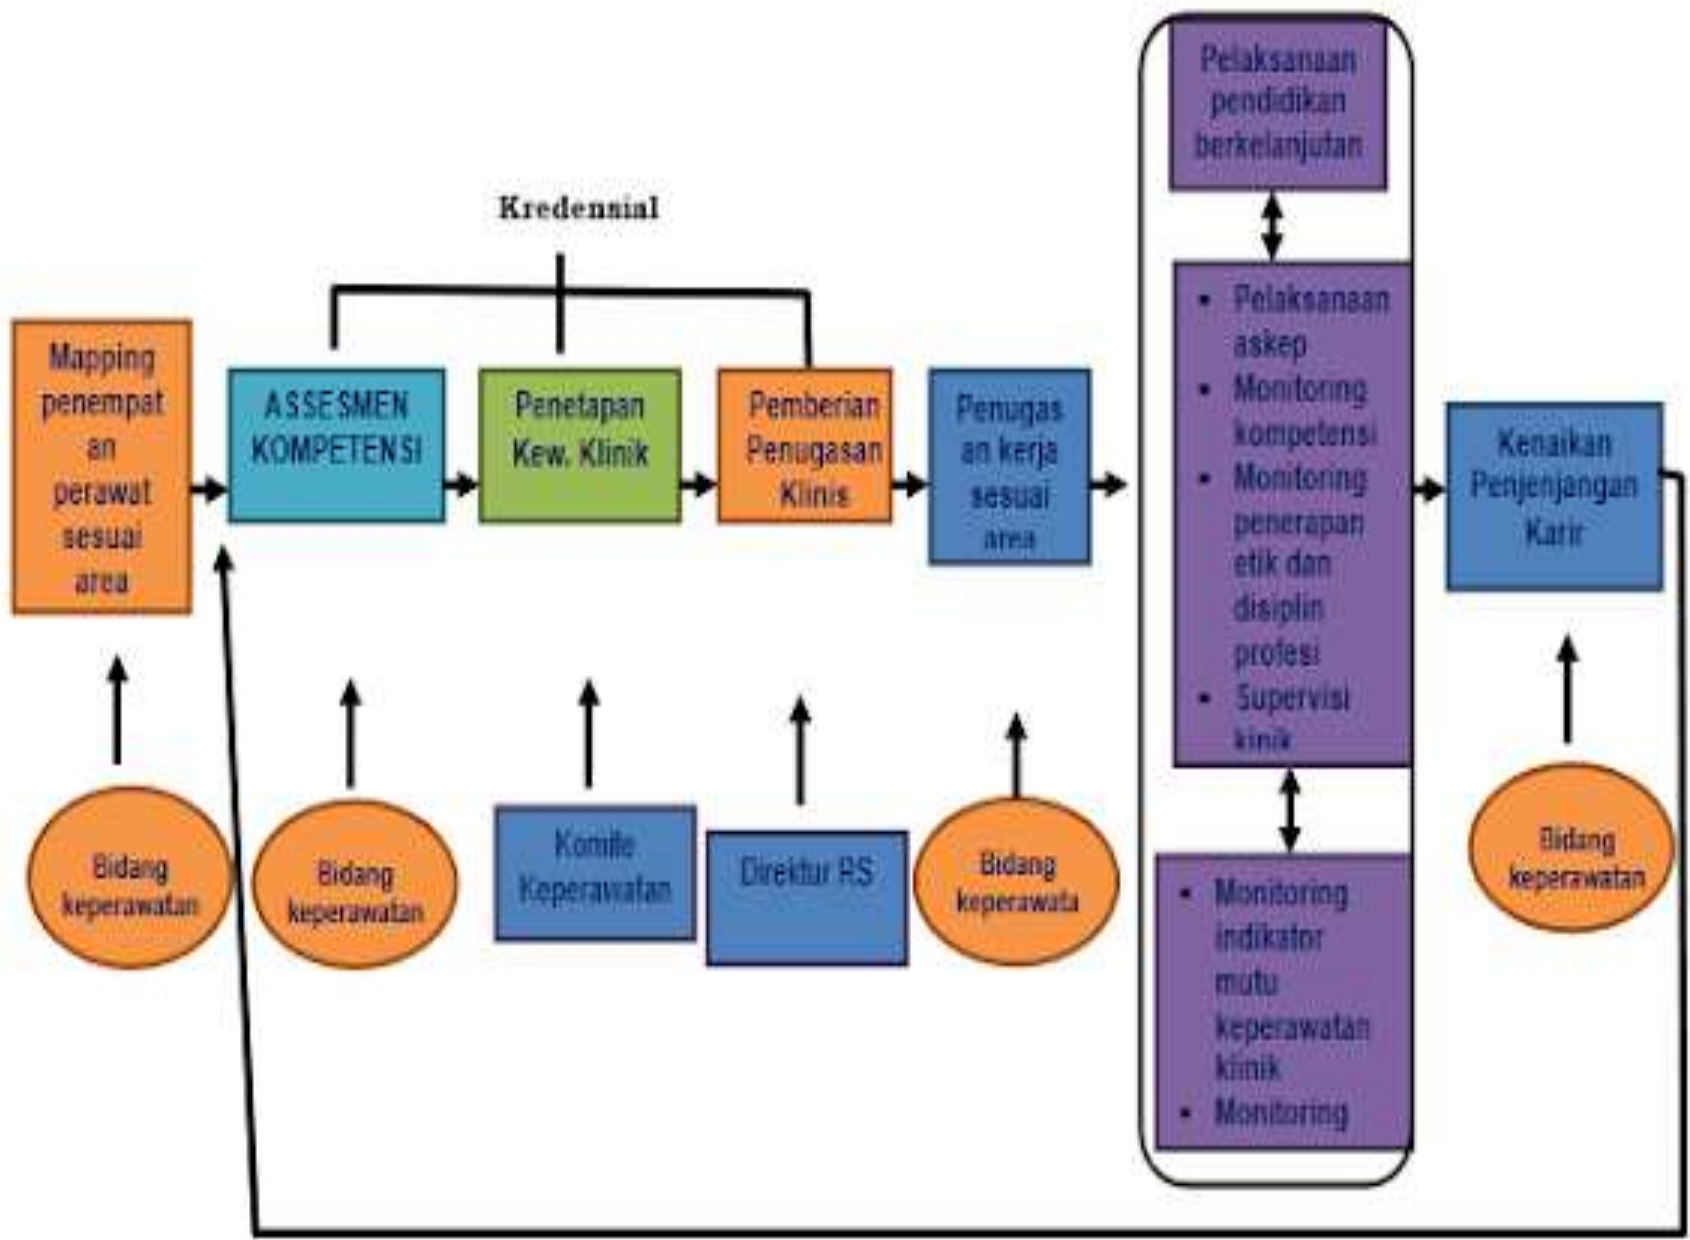 Kredensial
Mapping
penempat
an
perawat
sesuai
area
ASSESMEN
KOMPETENSI
Penetapan
Kew. Klinik
Pemberian
Penugasan
Klinis
Penugas
an kerja
sesuai
area
Pelaksanaan
pendidikan
berkelanjutan
• Pelaksanaan
askep
• Monitoring
kompetensi
• Monitoring
penerapan
etik dan
disiplin
profesi
• Supervisi
kinik
• Monitoring
indikator
mutu
keperawatan
klinik
• Monitoring
Kenaikan
Penjenjangan
Karir
Bidang
keperawatan
Bidang
keperawatan
Komite
Keperawatan
Direktur RS
Bidang
keperawata
Bidang
keperawatan